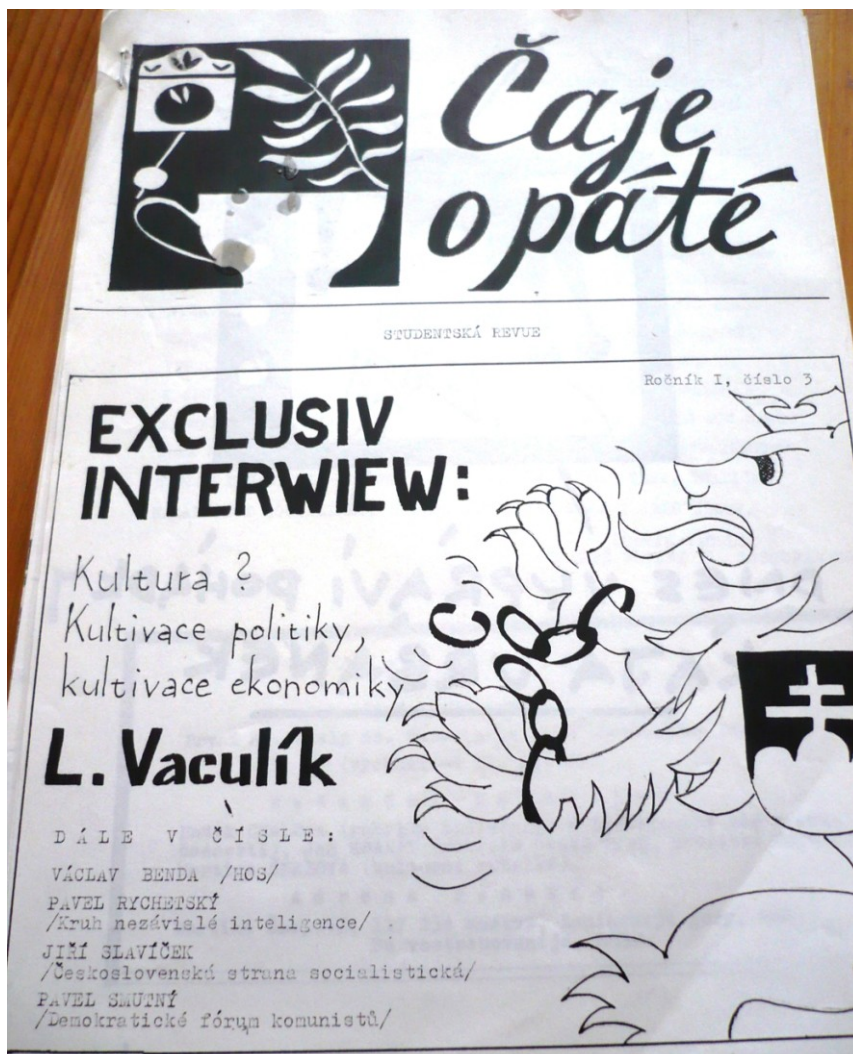 Čaje
o páté
STUDENTSKÁ REVUE
Ročník I, číslo 3
EXCLUSIV
INTERWIEW:
Kultura ?
Kultivace politiky,
kultivace ekonomiky
L. Vaculík
DÁLE V ČÍSLE:
VÁCLAV BENDA /HOS/
PAVEL RYCHETSKÝ
/Kruh nezávislé inteligence/
JIŘÍ SLAVÍČEK
/Československá strana socialistická/
PAVEL SMUTNÝ
/Demokratické fórum komunistů/